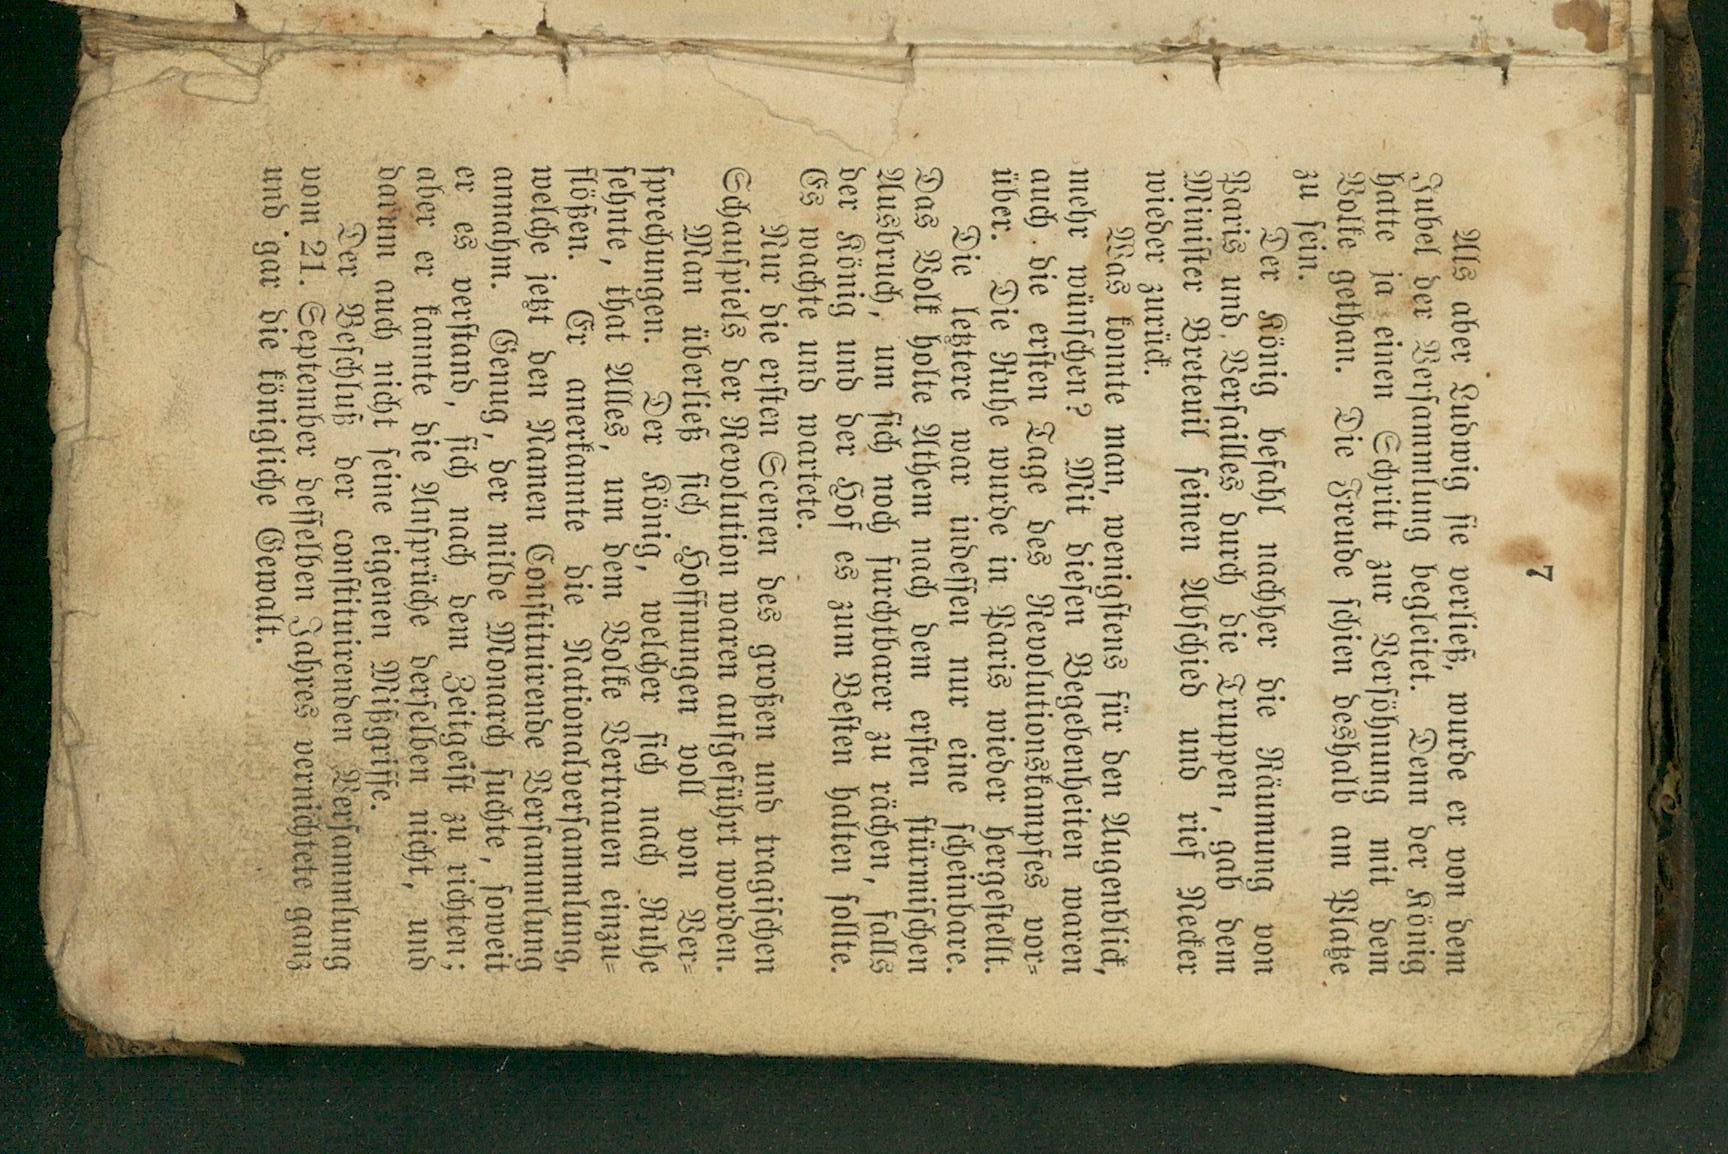 7
Als aber Ludwig ſie verließ, wurde er von dem
Jubel der Verſammlung begleitet. Denn der König
hatte ja einen Schritt zur Verſöhnung mit dem
Volke gethan. Die Freude ſchien deshalb am Platze
zu ſein.
Der König befahl nachher die Räumung von
Paris und Verſailles durch die Truppen, gab dem
Miniſter Breteuil ſeinen Abſchied und rief Necker
wieder zurück.
Was konnte man, wenigſtens für den Augenblick,
mehr wünſchen? Mit dieſen Begebenheiten waren
auch die erſten Tage des Revolutionskampfes vor-
über. Die Ruhe wurde in Paris wieder hergeſtellt.
Die letztere war indeſſen nur eine ſcheinbare.
Das Volk holte Athem nach dem erſten ſtürmiſchen
Ausbruch, um ſich noch furchtbarer zu rächen, falls
der König und der Hof es zum Beſten halten ſollte.
Es wachte und wartete.
Nur die erſten Scenen des großen und tragiſchen
Schauſpiels der Revolution waren aufgeführt worden.
Man überließ ſich Hoffnungen voll von Ver-
ſprechungen. Der König, welcher ſich nach Ruhe
ſehnte, that Alles, um dem Volke Vertrauen einzu-
flößen. Er anerkannte die Nationalverſammlung,
welche jetzt den Namen Conſtituirende Verſammlung
annahm. Genug, der milde Monarch ſuchte, ſoweit
er es verſtand, ſich nach dem Zeitgeiſt zu richten;
aber er kannte die Anſprüche derſelben nicht, und
darum auch nicht ſeine eigenen Mißgriffe.
Der Beſchluß der conſtituirenden Verſammlung
vom 21. September deſſelben Jahres vernichtete ganz
und gar die königliche Gewalt.